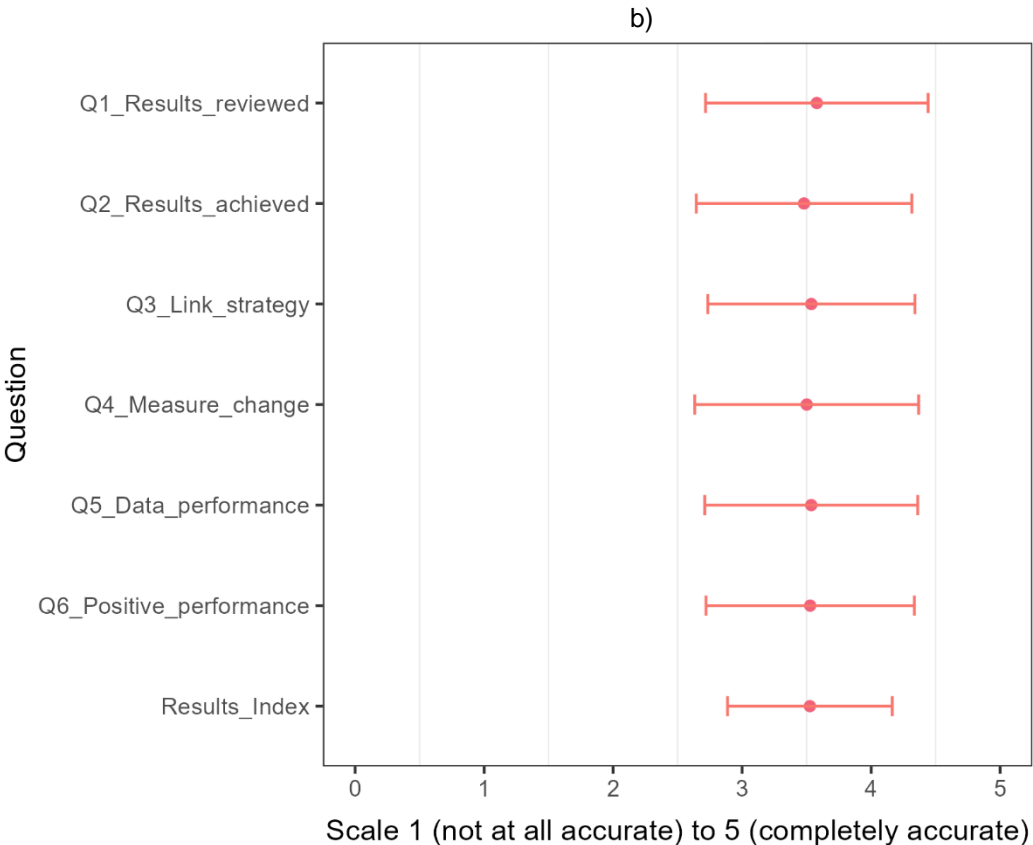 b)
Q1_Results_reviewed
Q2_Results_achieved
Q3_Link_strategy
Q4_Measure_change
Q5_Data_performance
Q6_Positive_performance
Results_Index
Question
0 1 2 3 4 5
Scale 1 (not at all accurate) to 5 (completely accurate)